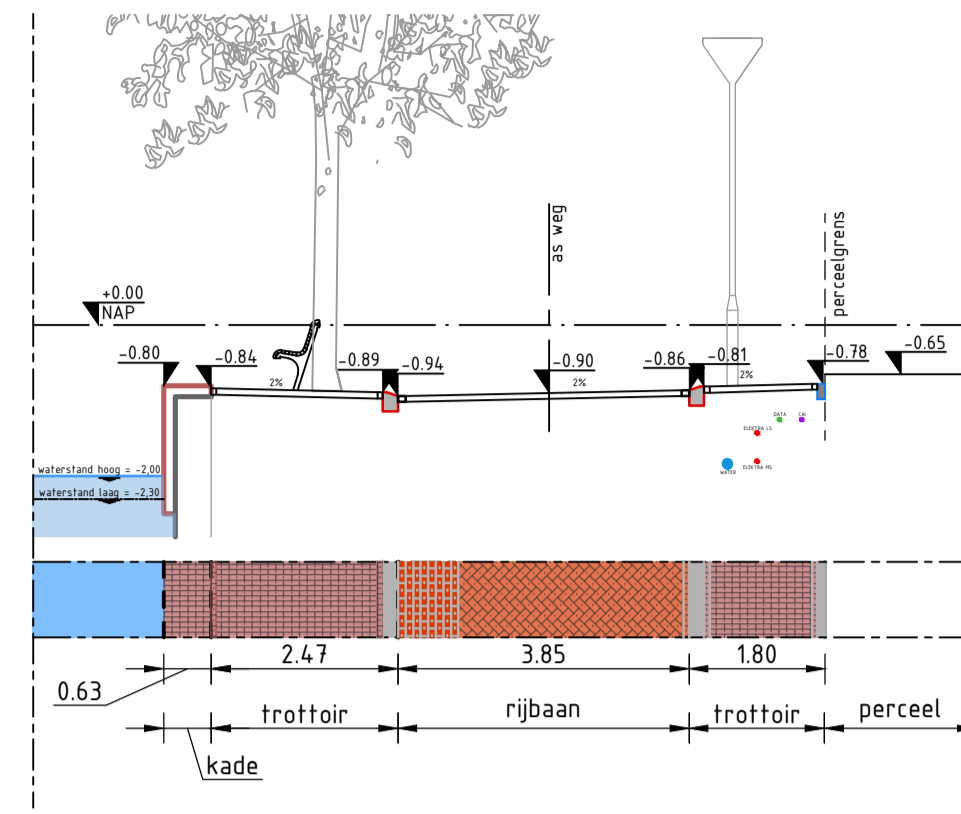 as weg
perceelgrens
+0.00
NAP
-0.80
-0.84
-0.89
-0.94
-0.90
-0.86
-0.81
-0.78
-0.65
2%
2%
2%
DATA
CAI
ELEKTRA LS
WATER
ELEKTRA MS
waterstand hoog = -2,00
waterstand laag = -2,30
2.47
3.85
1.80
0.63
trottoir
rijbaan
trottoir
perceel
kade